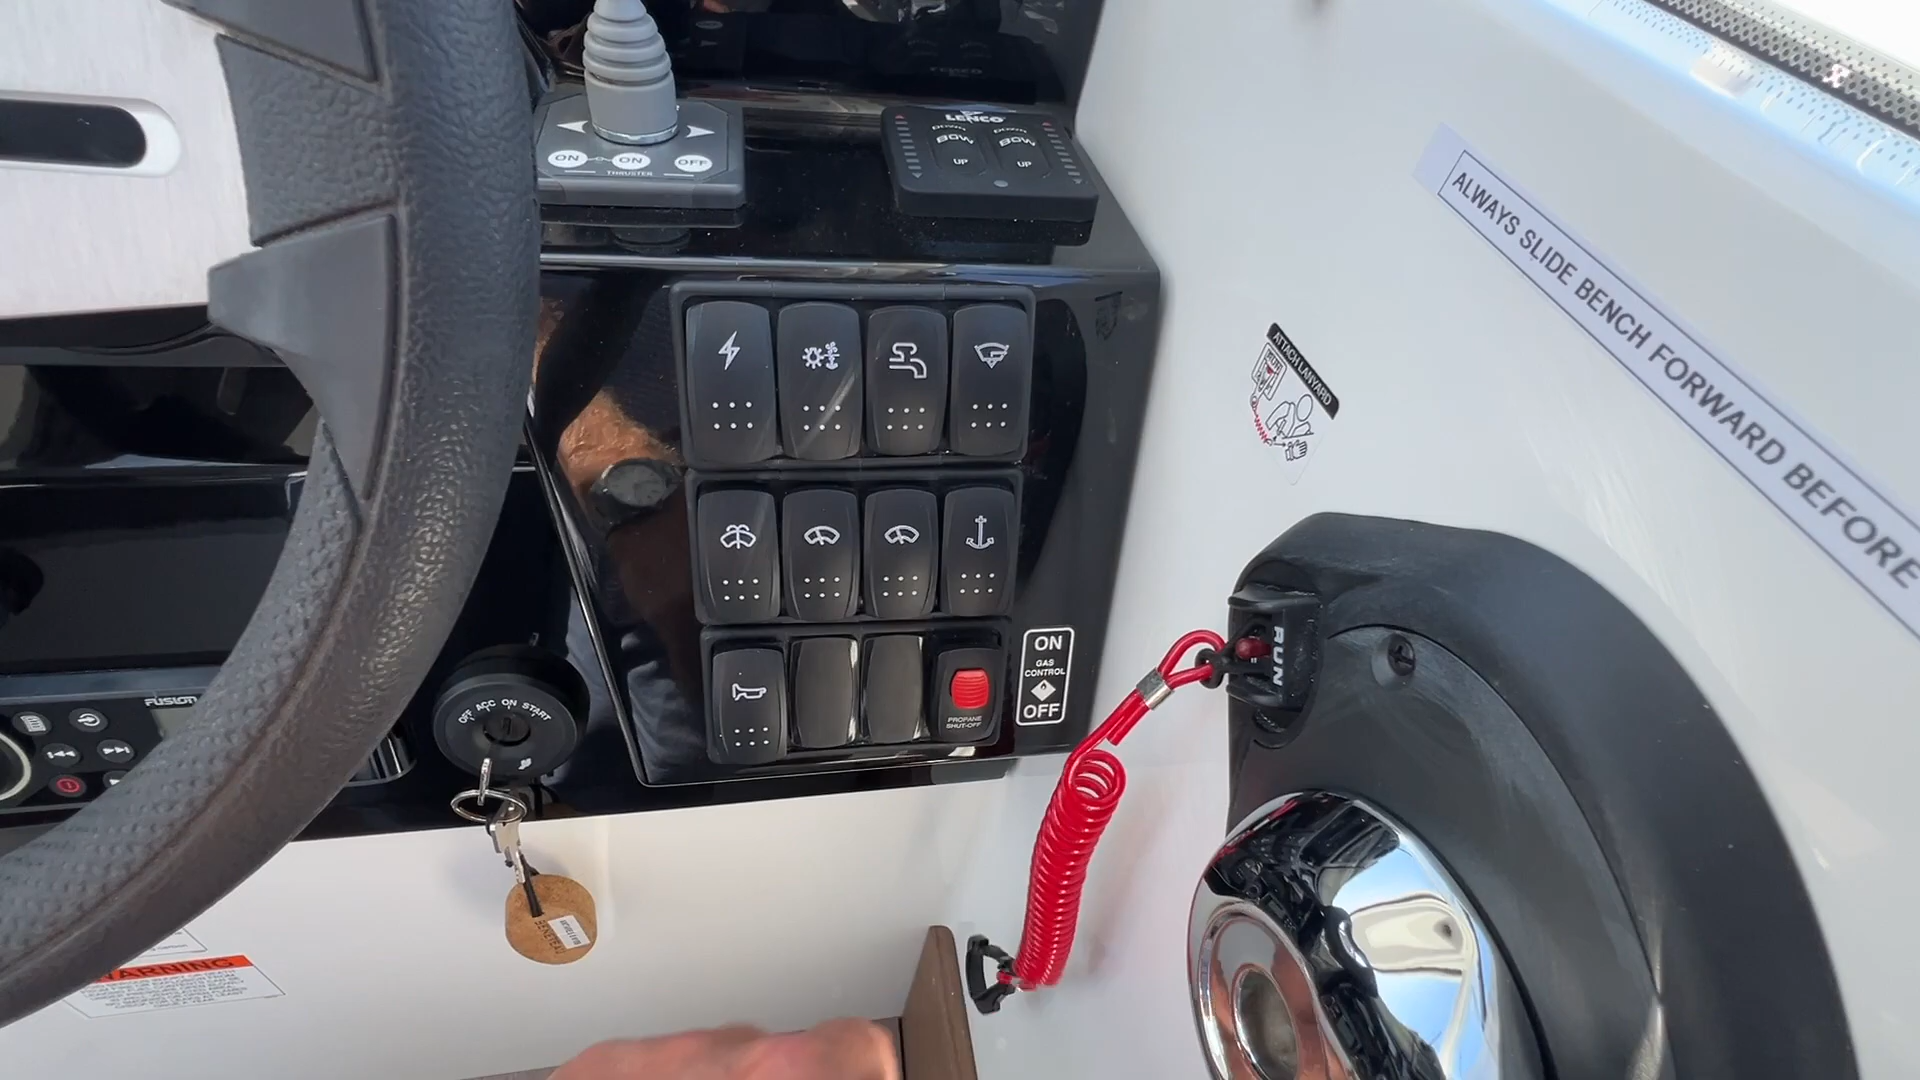 LENCO
DOWN DOWN
BOW BOW
UP UP
ON ON OFF
THRUSTER
ALWAYS SLIDE BENCH FORWARD BEFORE
ATTACH LANYARD
RUN
FUSION
OFF ACC ON START
ON
GAS
CONTROL
OFF
PROPANE
SHUT-OFF
BENETEAU
WARNING